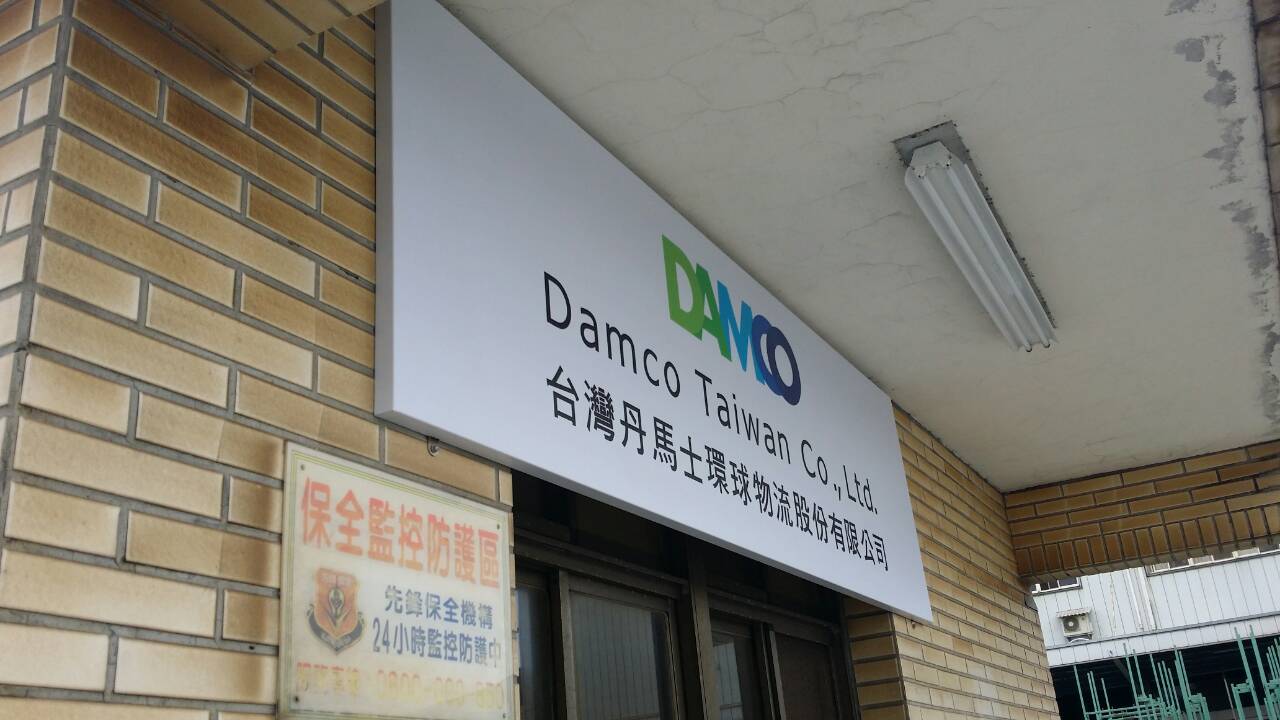 DAMCO
Damco Taiwan Co.,Ltd.
台灣丹馬士環球物流股份有限公司
保全監控防護區
先鋒保全機構
24小時監控防護中